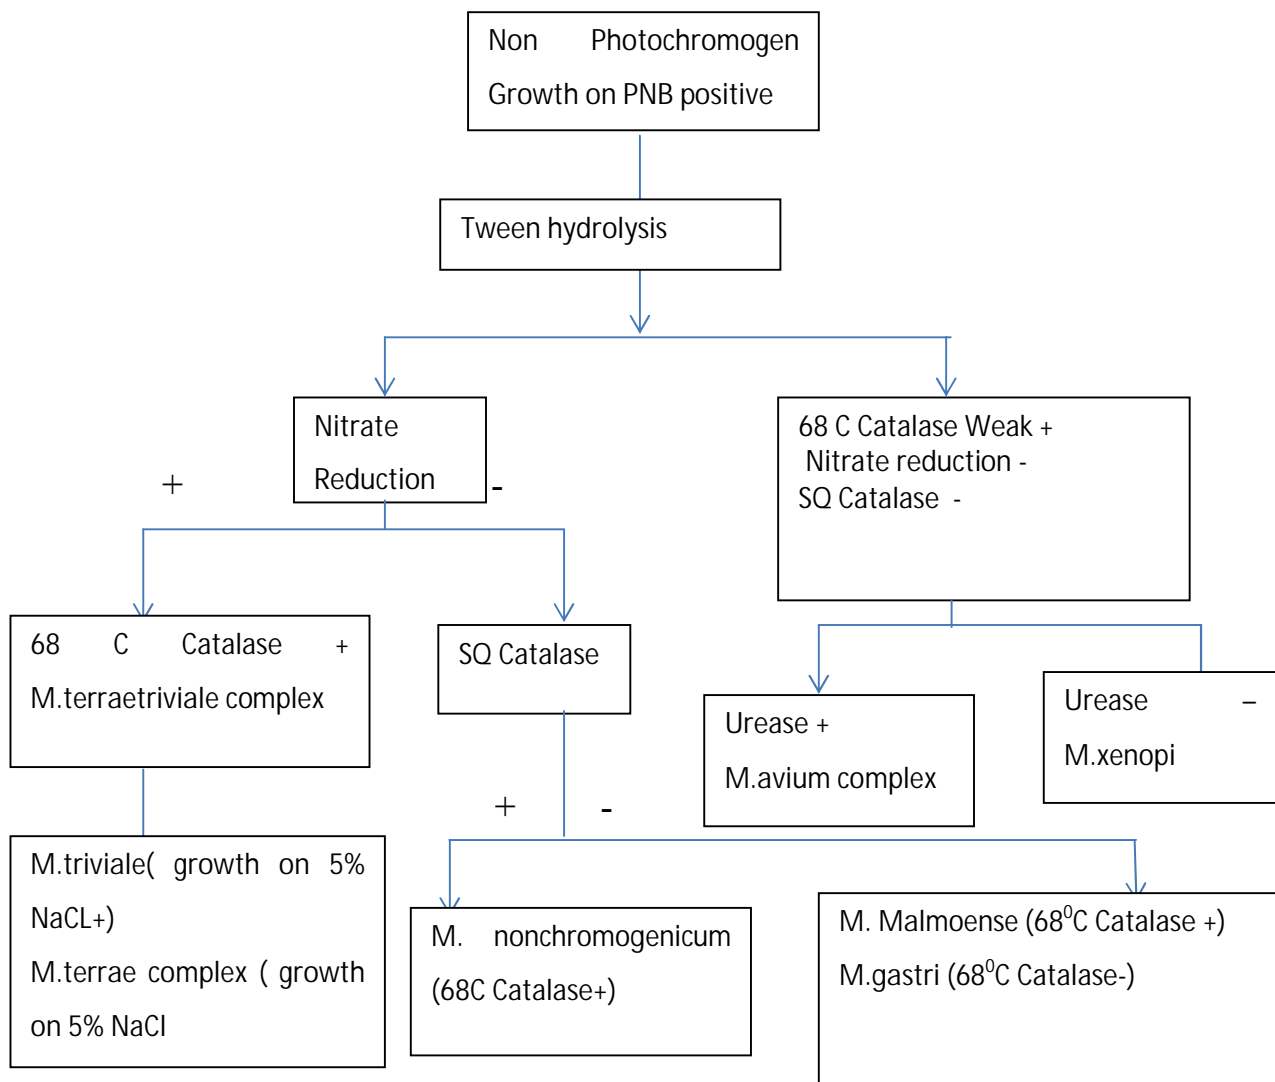 Non Photochromogen
Growth on PNB positive
Tween hydrolysis
Nitrate
Reduction
+
-
68 C Catalase Weak +
Nitrate reduction -
SQ Catalase -
68 C Catalase +
M.terraetriviale complex
SQ Catalase
Urease +
M.avium complex
Urease –
M.xenopi
+
-
M.triviale( growth on 5%
NaCL+)
M.terrae complex ( growth
on 5% NaCl
M. nonchromogenicum
(68C Catalase+)
M. Malmoense (68⁰C Catalase +)
M.gastri (68⁰C Catalase-)